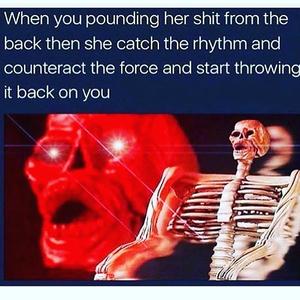 When you pounding her shit from the
back then she catch the rhythm and
counteract the force and start throwing
it back on you